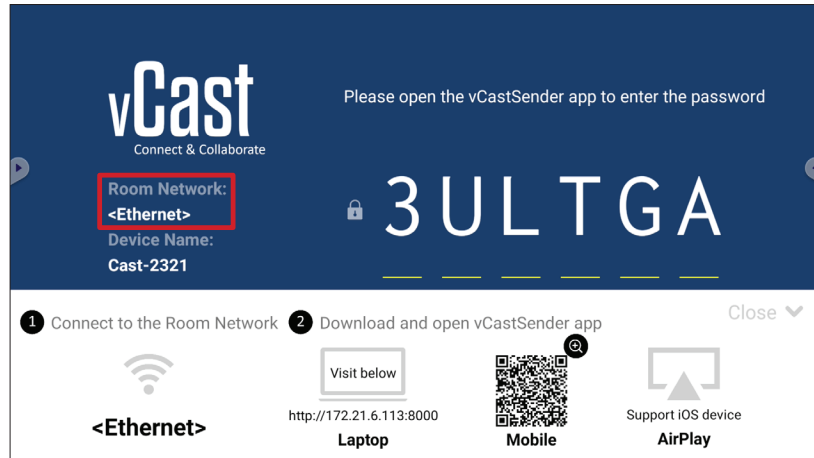 vCast
Connect & Collaborate
Please open the vCastSender app to enter the password
Room Network:
<Ethernet>
Device Name:
Cast-2321
3ULTGA
1 Connect to the Room Network
2 Download and open vCastSender app
Close
<Ethernet>
Visit below
http://172.21.6.113:8000
Laptop
Mobile
Support iOS device
AirPlay